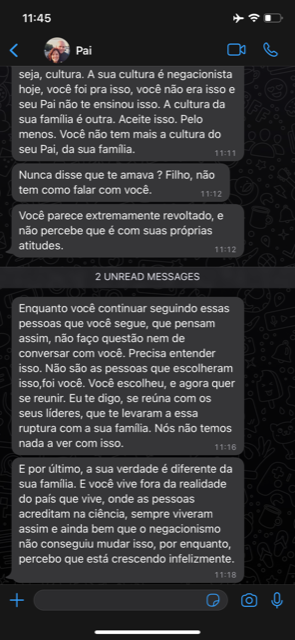 11:45
Pai
seja, cultura. A sua cultura é negacionista
hoje, você foi pra isso, você não era isso e
seu Pai não te ensinou isso. A cultura da
sua família é outra. Aceite isso. Pelo
menos. Você não tem mais a cultura do
seu Pai, da sua família.
11:11
Nunca disse que te amava ? Filho, não
tem como falar com você.
11:12
Você parece extremamente revoltado, e
não percebe que é com suas próprias
atitudes.
11:12
2 UNREAD MESSAGES
Enquanto você continuar seguindo essas
pessoas que você segue, que pensam
assim, não faço questão nem de
conversar com você. Precisa entender
isso. Não são as pessoas que escolheram
isso,foi você. Você escolheu, e agora quer
se reunir. Eu te digo, se reúna com os
seus líderes, que te levaram a essa
ruptura com a sua família. Nós não temos
nada a ver com isso.
11:16
E por último, a sua verdade é diferente da
sua família. E você vive fora da realidade
do país que vive, onde as pessoas
acreditam na ciência, sempre viveram
assim e ainda bem que o negacionismo
não conseguiu mudar isso, por enquanto,
percebo que está crescendo infelizmente.
11:18